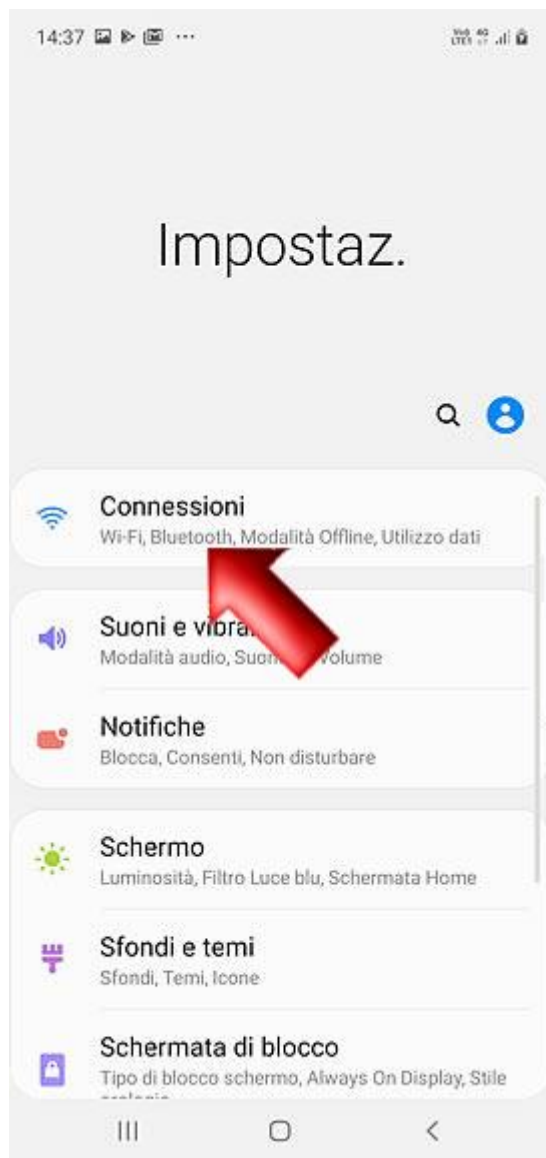 14:37
Impostaz.
Connessioni
Wi-Fi, Bluetooth, Modalità Offline, Utilizzo dati
Suoni e vibra
Modalità audio, Suon Volume
Notifiche
Blocca, Consenti, Non disturbare
Schermo
Luminosità, Filtro Luce blu, Schermata Home
Sfondi e temi
Sfondi, Temi, Icone
Schermata di blocco
Tipo di blocco schermo, Always On Display, Stile